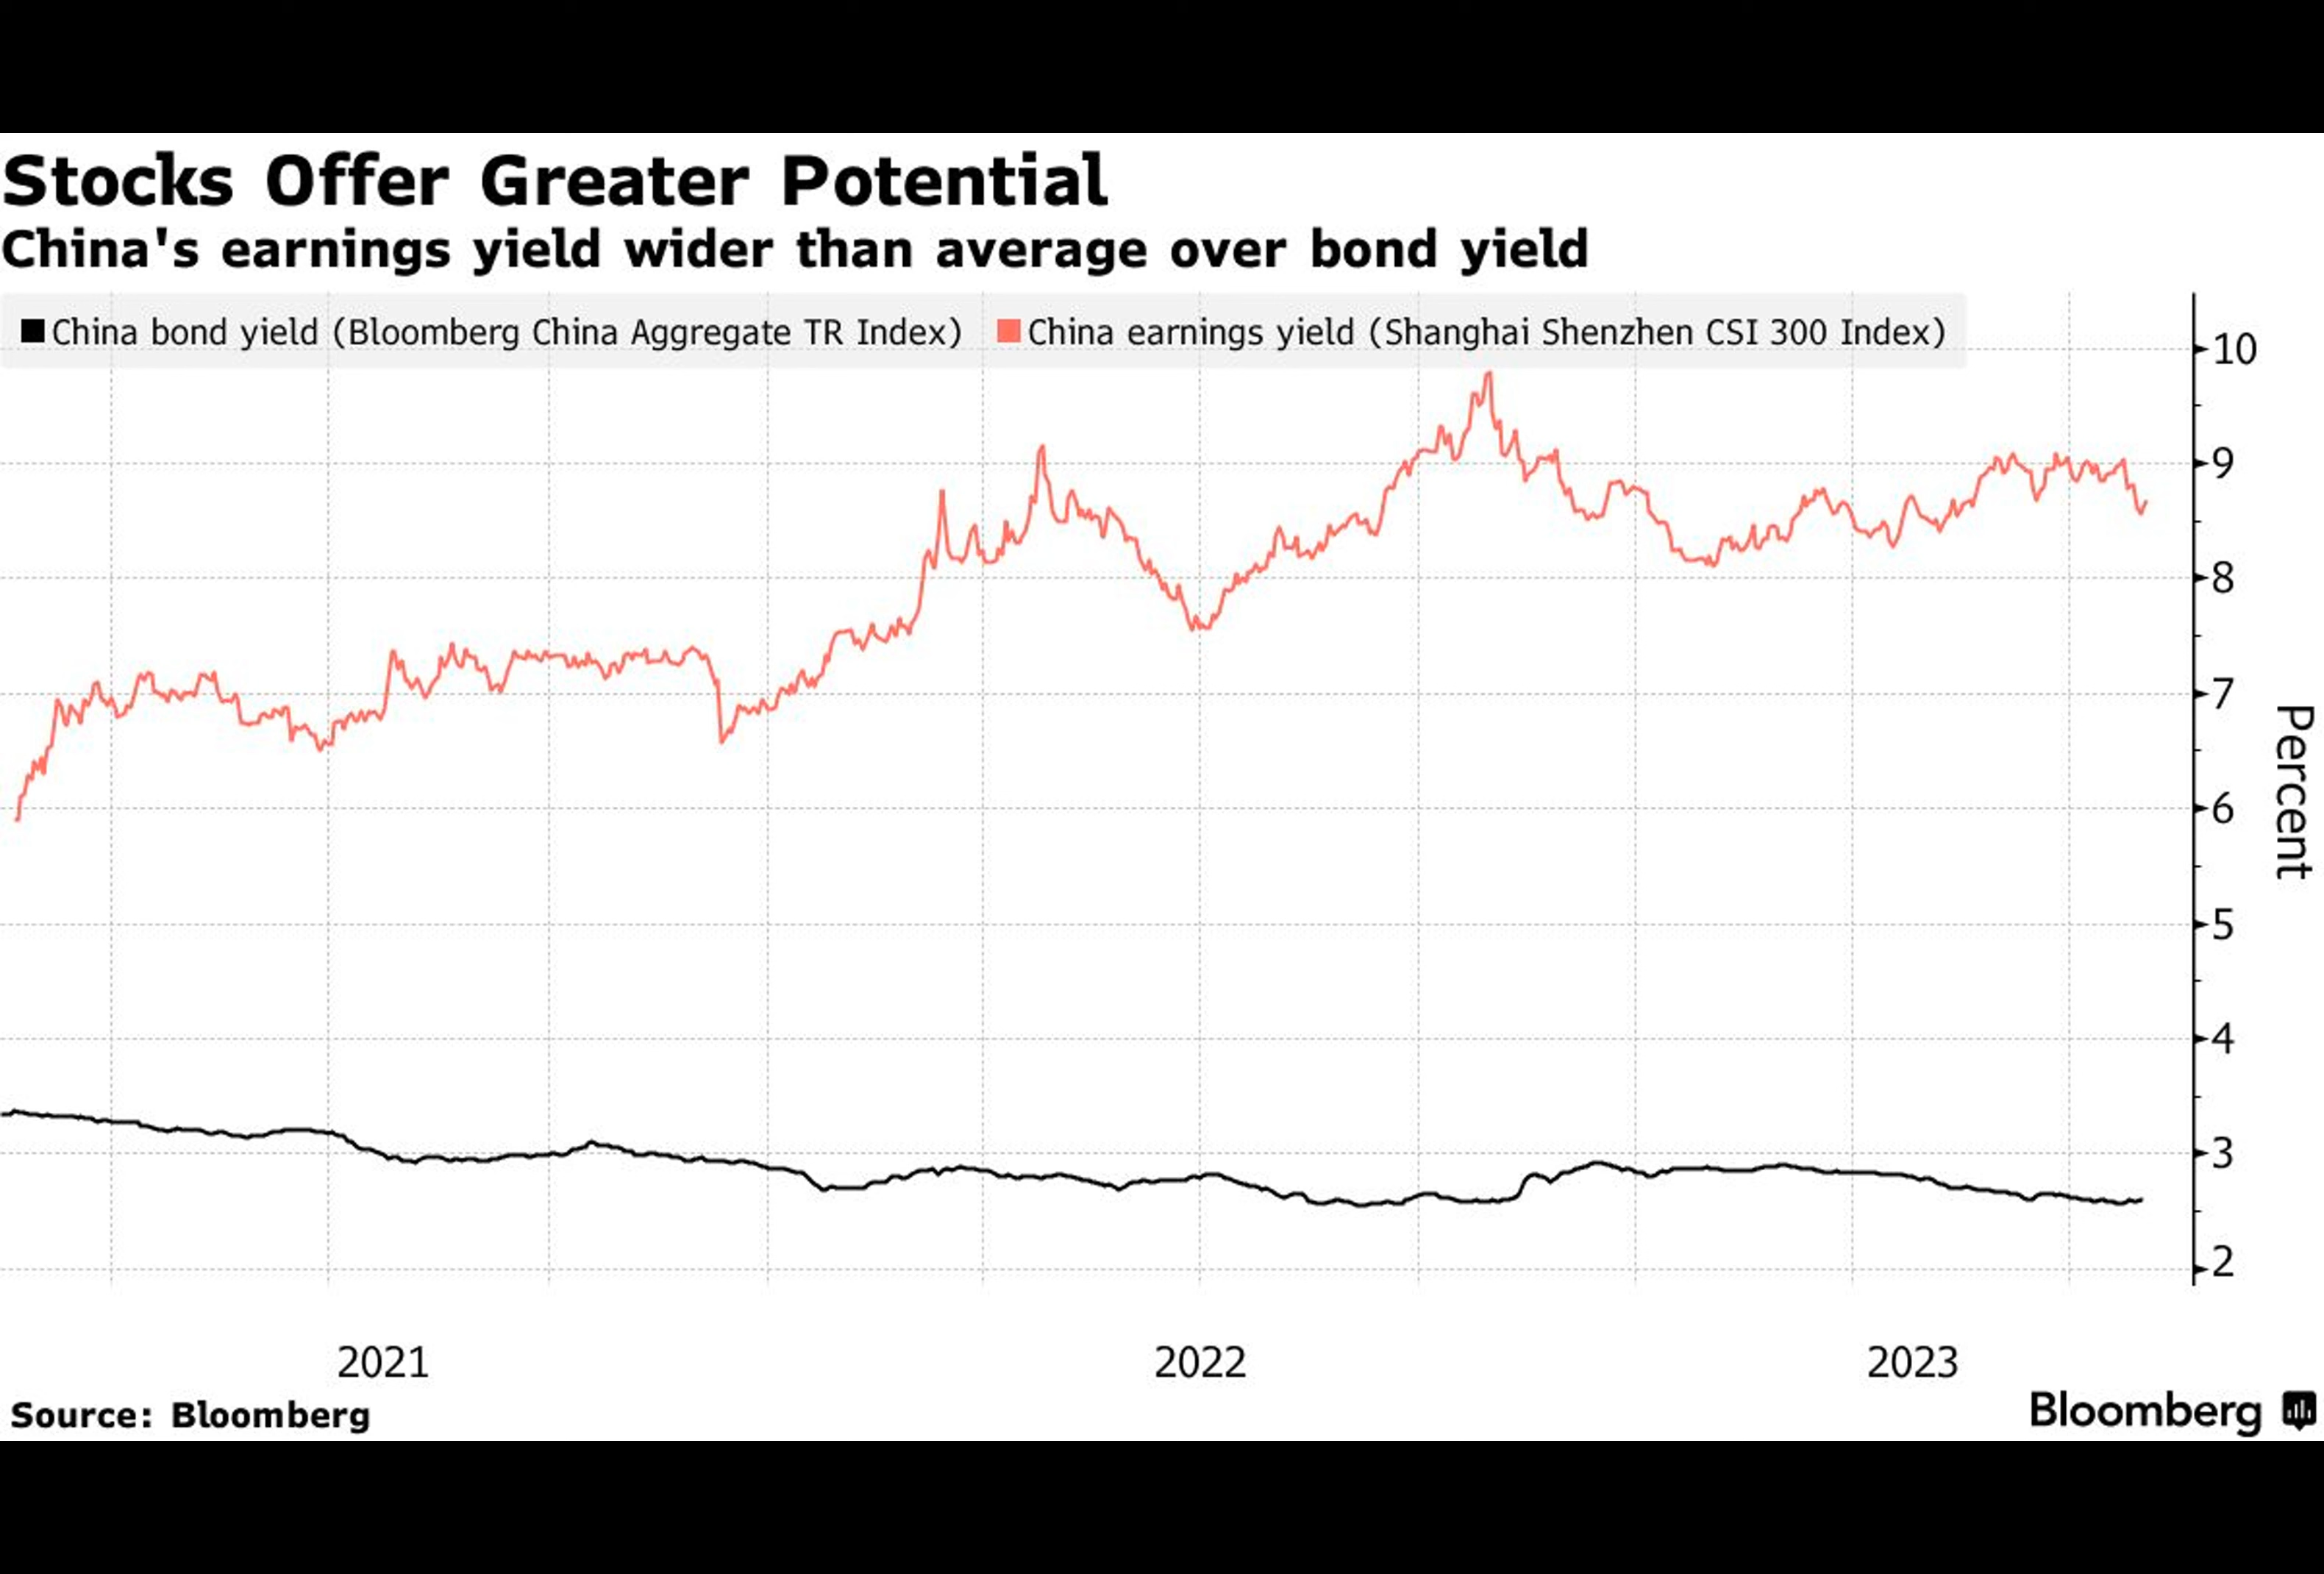 Stocks Offer Greater Potential
China's earnings yield wider than average over bond yield
China bond yield (Bloomberg China Aggregate TR Index) China earnings yield (Shanghai Shenzhen CSI 300 Index)
10
9
8
7
6
5
4
3
2
Percent
2021 2022 2023
Source: Bloomberg
Bloomberg